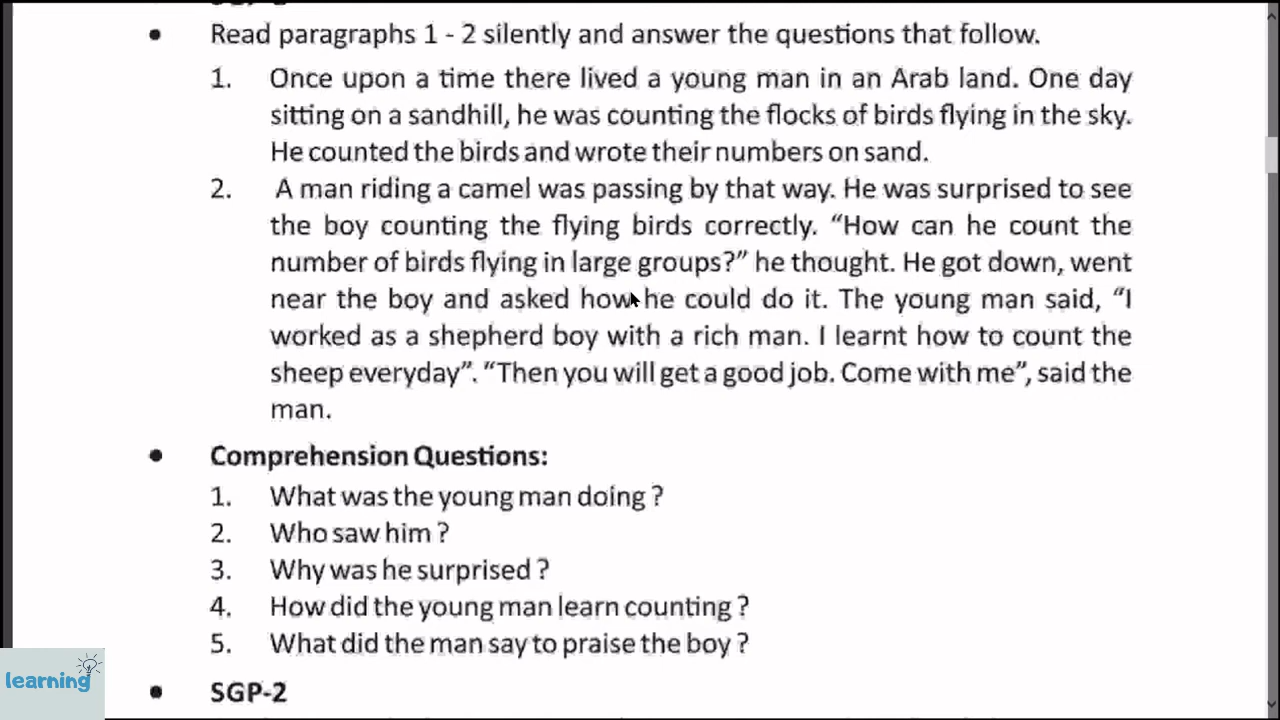 • Read paragraphs 1 - 2 silently and answer the questions that follow.
1. Once upon a time there lived a young man in an Arab land. One day
sitting on a sandhill, he was counting the flocks of birds flying in the sky.
He counted the birds and wrote their numbers on sand.
2. A man riding a camel was passing by that way. He was surprised to see
the boy counting the flying birds correctly. “How can he count the
number of birds flying in large groups?” he thought. He got down, went
near the boy and asked how he could do it. The young man said, “I
worked as a shepherd boy with a rich man. I learnt how to count the
sheep everyday”. “Then you will get a good job. Come with me”, said the
man.
• Comprehension Questions:
1. What was the young man doing ?
2. Who saw him ?
3. Why was he surprised ?
4. How did the young man learn counting ?
5. What did the man say to praise the boy ?
learning
• SGP-2